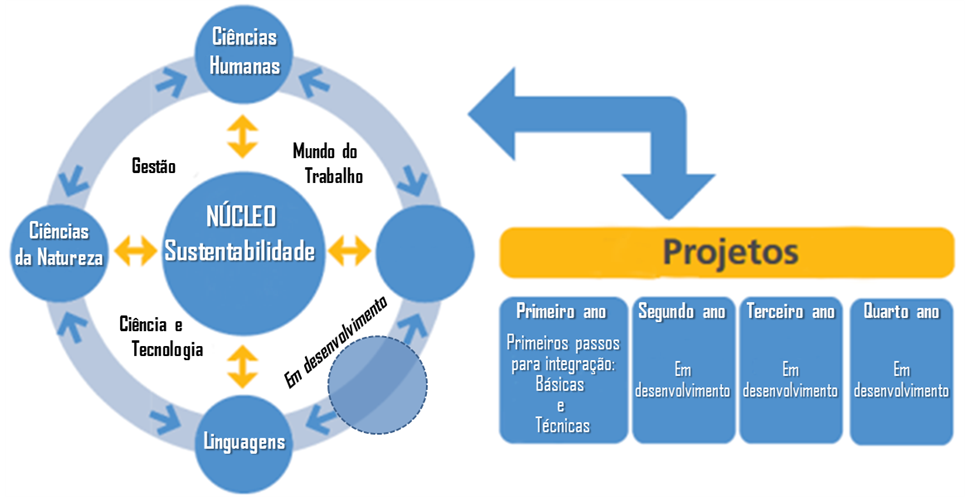 Ciências
Humanas
Gestão
Mundo do
Trabalho
NÚCLEO
Sustentabilidade
Ciências
da Natureza
Ciência e
Tecnologia
Em desenvolvimento
Linguagens
Projetos
Primeiro ano
Primeiros passos
para integração:
Básicas
e
Técnicas
Segundo ano
Em
desenvolvimento
Terceiro ano
Em
desenvolvimento
Quarto ano
Em
desenvolvimento